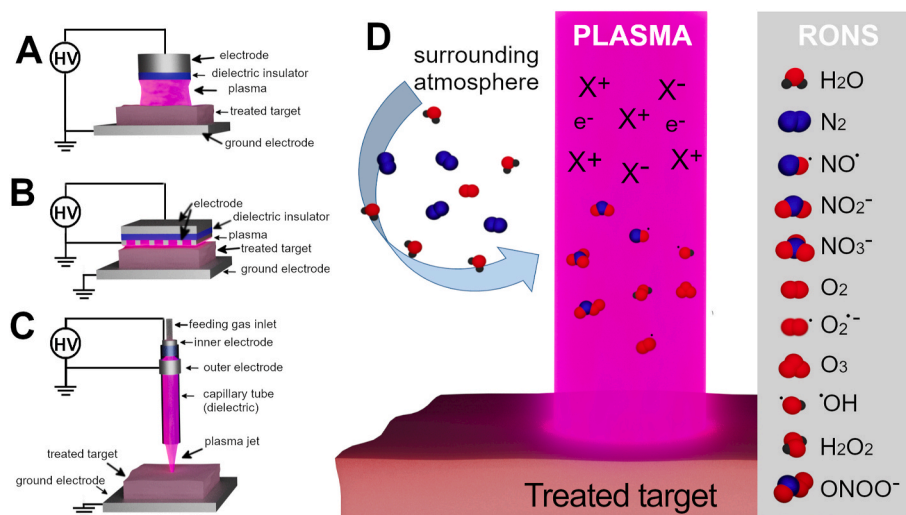 A
HV
electrode
dielectric insulator
plasma
treated target
ground electrode
B
HV
electrode
dielectric insulator
plasma
treated target
ground electrode
C
HV
feeding gas inlet
inner electrode
outer electrode
capillary tube
(dielectric)
plasma jet
treated target
ground electrode
D
surrounding
atmosphere
PLASMA
X⁺ X⁻
e⁻ X⁺ e⁻
X⁺ X⁻ X⁺
Treated target
RONS
H2O
N2
NO•
NO2⁻
NO3⁻
O2
O2•⁻
O3
•OH
H2O2
ONOO⁻